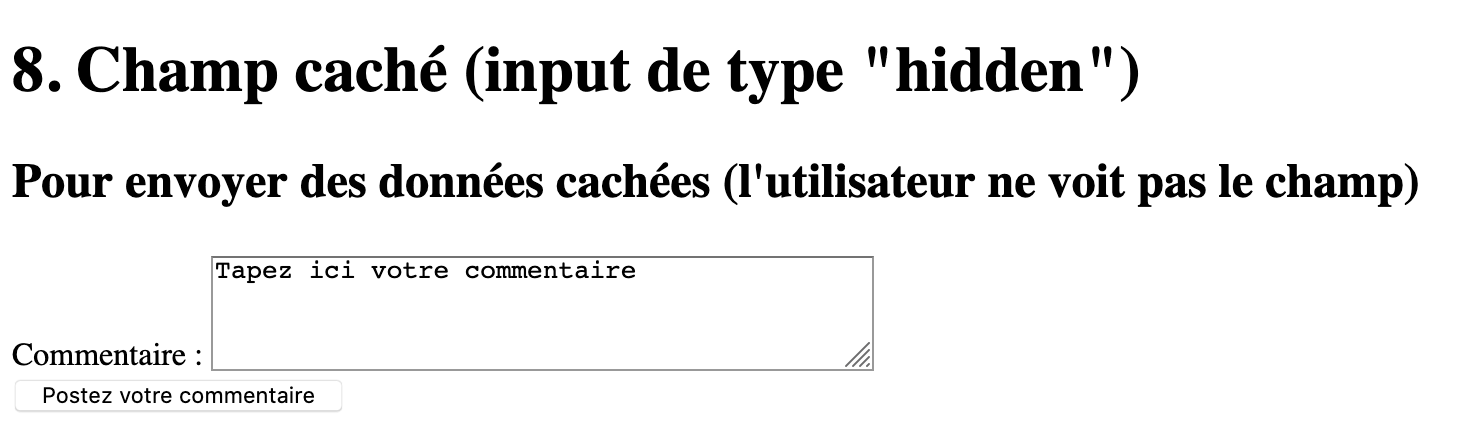 8. Champ caché (input de type "hidden")
Pour envoyer des données cachées (l'utilisateur ne voit pas le champ)
Tapez ici votre commentaire
Commentaire :
Postez votre commentaire